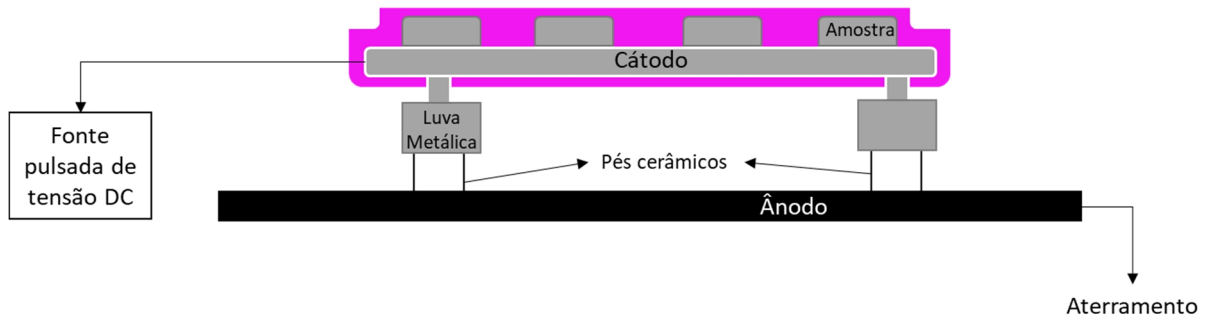 Amostra
Cátodo
Luva
Metálica
Fonte
pulsada de
tensão DC
Pés cerâmicos
Ânodo
Aterramento